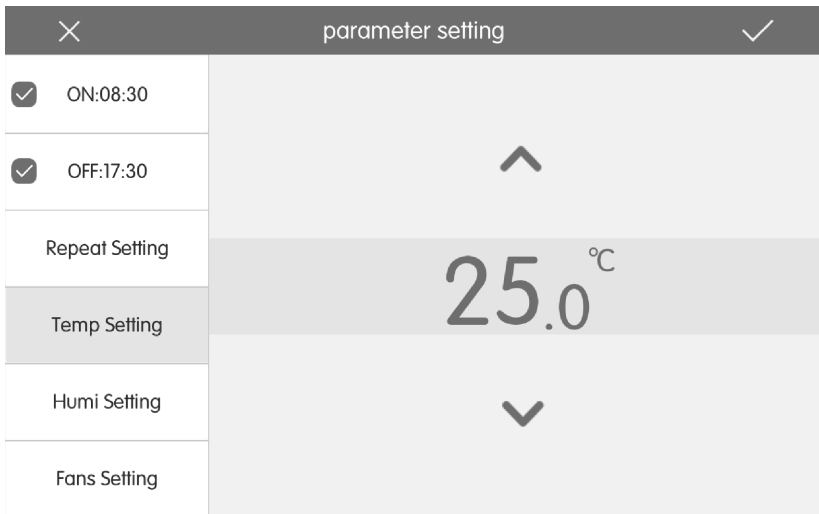 parameter setting
ON:08:30
OFF:17:30
Repeat Setting
Temp Setting
25.0℃
Humi Setting
Fans Setting